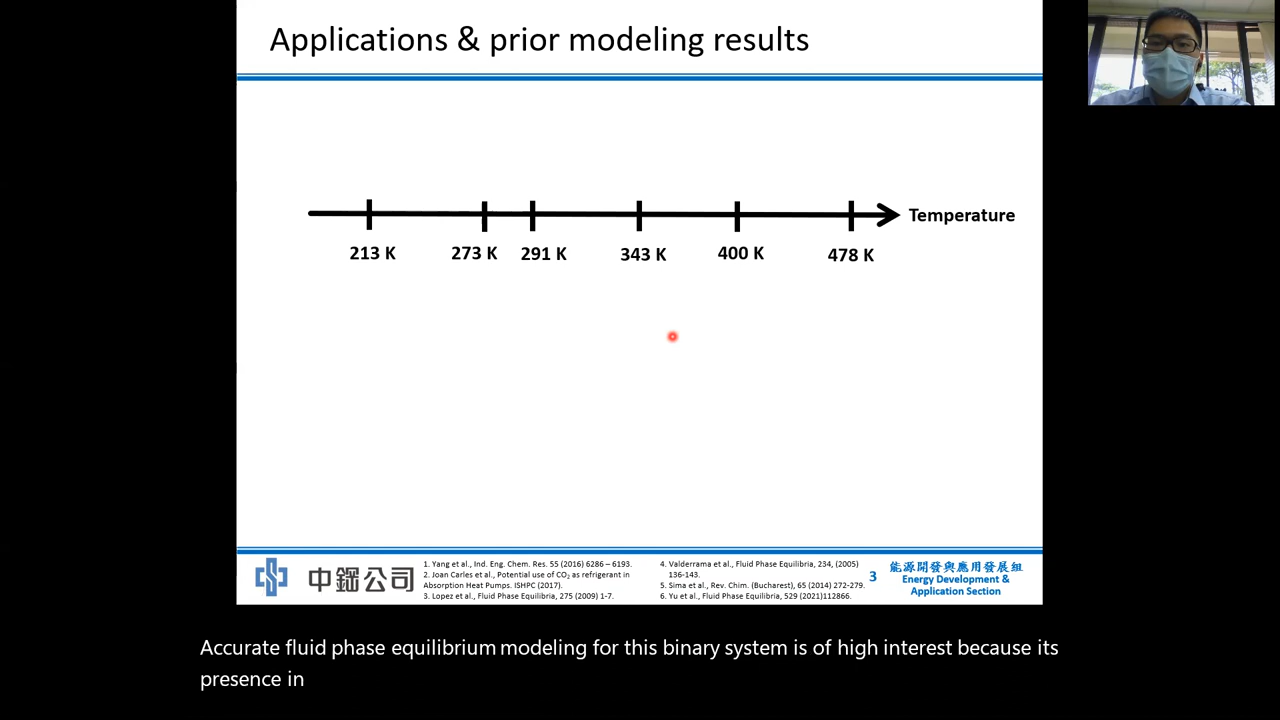 Applications & prior modeling results
Temperature
213 K
273 K
291 K
343 K
400 K
478 K
中鋼公司
1. Yang et al., Ind. Eng. Chem. Res. 55 (2016) 6286 – 6193.
2. Joan Carles et al., Potential use of CO₂ as refrigerant in
Absorption Heat Pumps. ISHPC (2017).
3. Lopez et al., Fluid Phase Equilibria, 275 (2009) 1-7.
4. Valderrama et al., Fluid Phase Equilibria, 234, (2005)
136-143.
5. Sima et al., Rev. Chim. (Bucharest), 65 (2014) 272-279.
6. Yu et al., Fluid Phase Equilibria, 529 (2021)112866.
3
能源開發與應用發展組
Energy Development &
Application Section
Accurate fluid phase equilibrium modeling for this binary system is of high interest because its
presence in